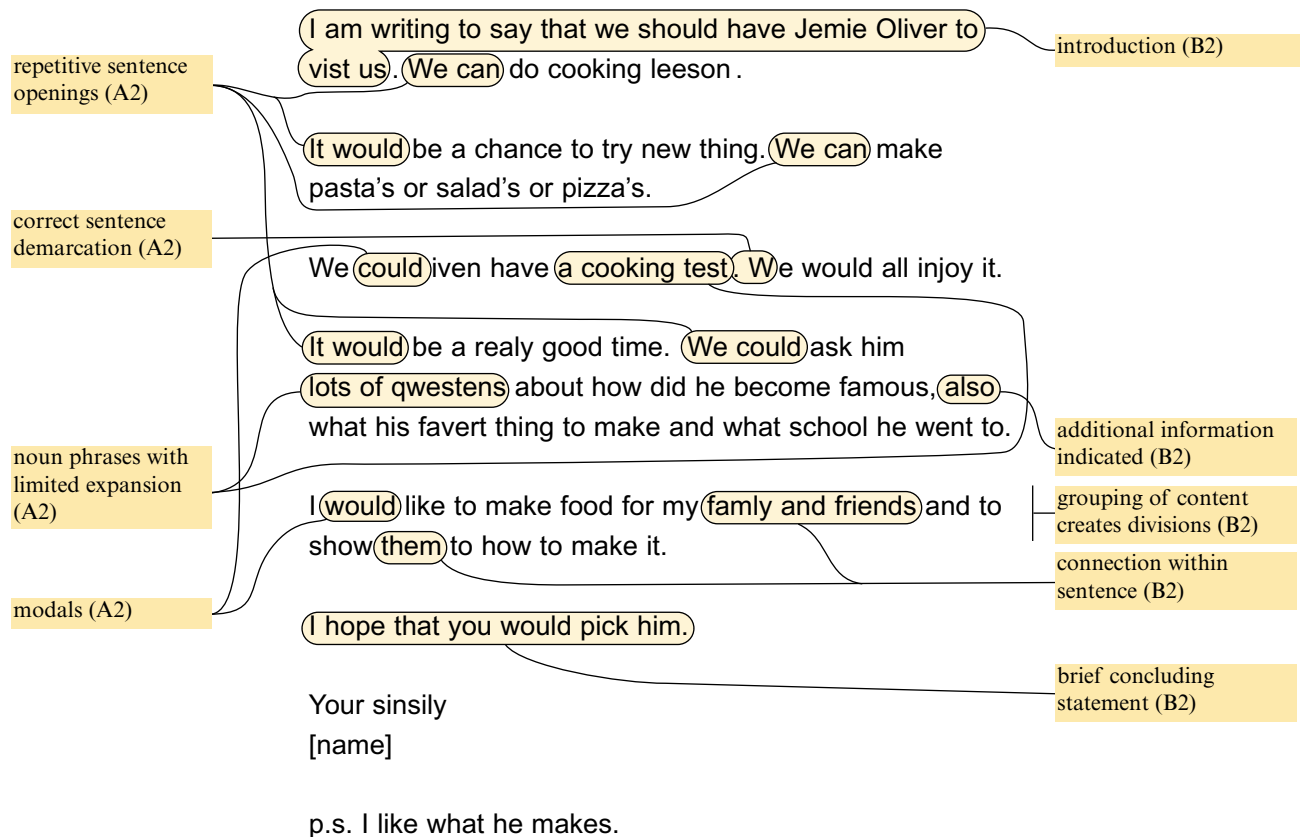 I am writing to say that we should have Jemie Oliver to
vist us. We can do cooking leeson.
It would be a chance to try new thing. We can make
pasta's or salad's or pizza's.
We could iven have a cooking test. We would all injoy it.
It would be a realy good time. We could ask him
lots of qwestens about how did he become famous, also
what his favert thing to make and what school he went to.
I would like to make food for my famly and friends and to
show them to how to make it.
I hope that you would pick him.
Your sinsily
[name]
p.s. I like what he makes.
repetitive sentence
openings (A2)
correct sentence
demarcation (A2)
noun phrases with
limited expansion
(A2)
modals (A2)
introduction (B2)
additional information
indicated (B2)
grouping of content
creates divisions (B2)
connection within
sentence (B2)
brief concluding
statement (B2)